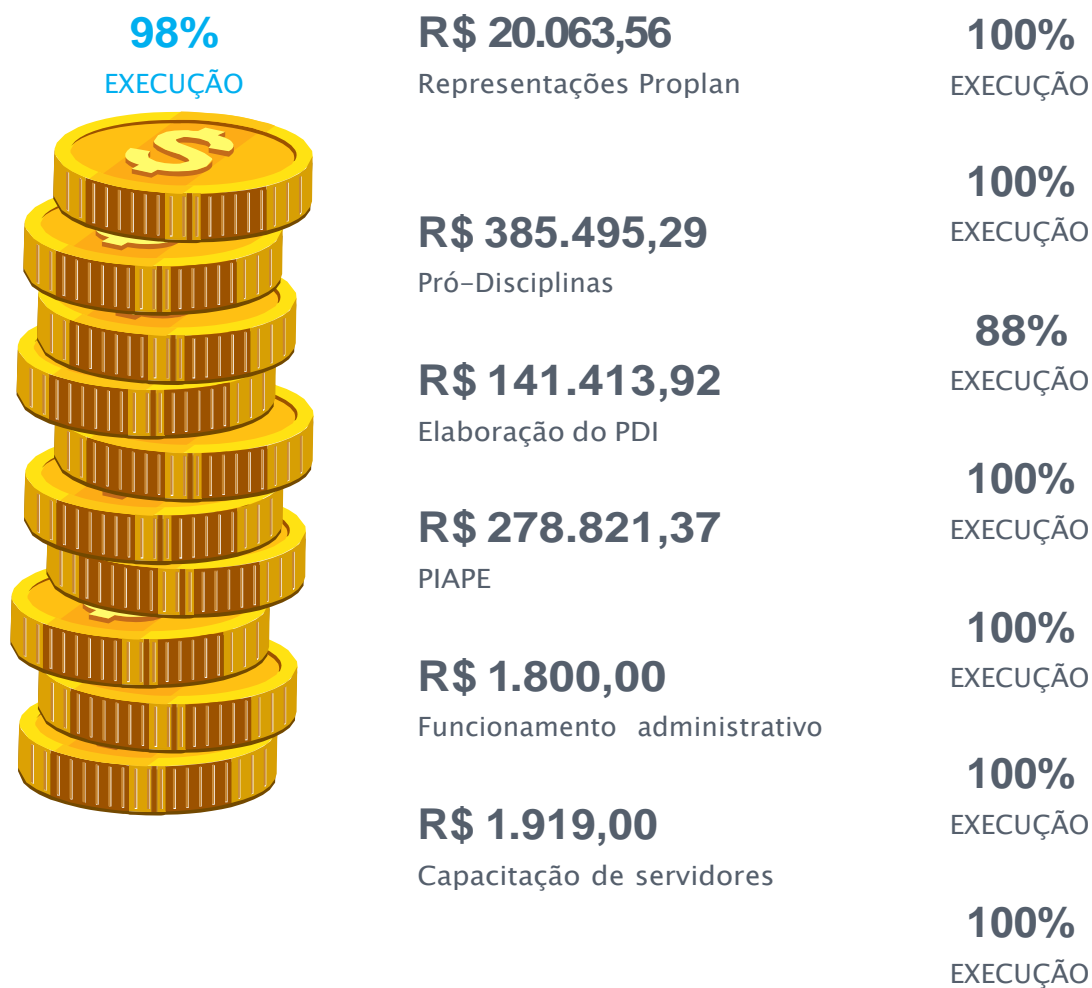 98%
EXECUÇÃO
R$ 20.063,56
Representações Proplan
R$ 385.495,29
Pró-Disciplinas
R$ 141.413,92
Elaboração do PDI
R$ 278.821,37
PIAPE
R$ 1.800,00
Funcionamento administrativo
R$ 1.919,00
Capacitação de servidores
100%
EXECUÇÃO
100%
EXECUÇÃO
88%
EXECUÇÃO
100%
EXECUÇÃO
100%
EXECUÇÃO
100%
EXECUÇÃO
100%
EXECUÇÃO